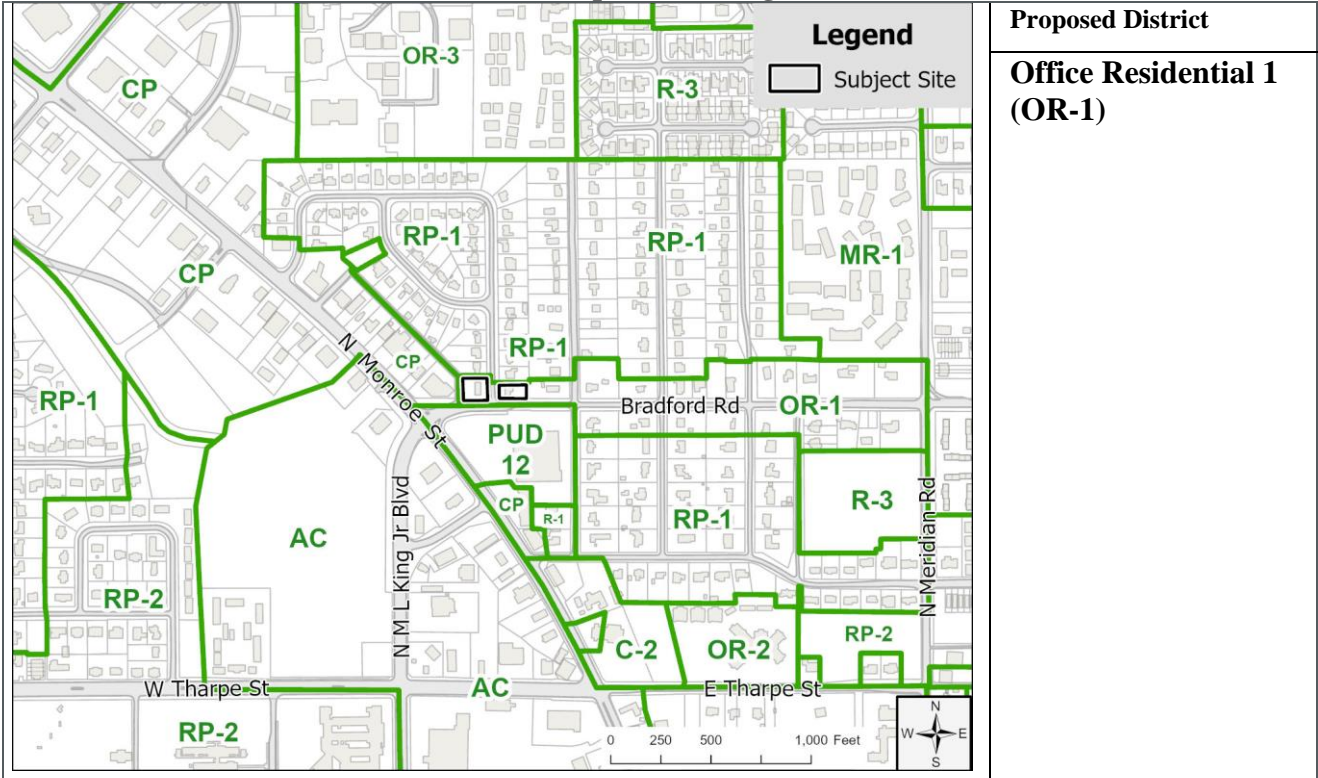 Proposed District
Office Residential 1
(OR-1)
Legend
Subject Site
OR-3
CP
R-3
RP-1
RP-1
MR-1
CP
N Monroe St
CP
RP-1
RP-1
Bradford Rd
OR-1
PUD
12
CP
R-1
RP-1
R-3
AC
N M L King Jr Blvd
N Meridian Rd
RP-2
RP-2
C-2
OR-2
W Tharpe St
AC
E Tharpe St
RP-2
0 250 500 1,000 Feet
N
W E
S